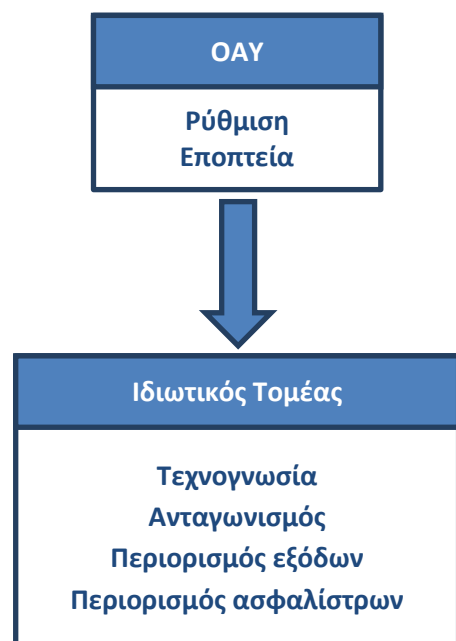 ΟΑΥ
Ρύθμιση
Εποπτεία
Ιδιωτικός Τομέας
Τεχνογνωσία
Ανταγωνισμός
Περιορισμός εξόδων
Περιορισμός ασφαλίστρων